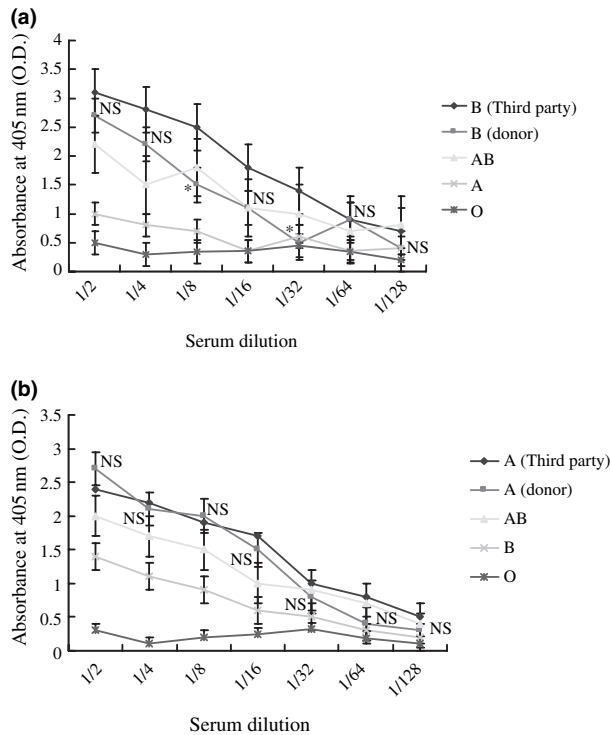 (a)
Absorbance at 405 nm (O.D.)
4
3.5
3
2.5
2
1.5
1
0.5
0
NS
NS
*
NS
*
NS
NS
1/2
1/4
1/8
1/16
1/32
1/64
1/128
Serum dilution
B (Third party)
B (donor)
AB
A
O
(b)
Absorbance at 405 nm (O.D.)
3.5
3
2.5
2
1.5
1
0.5
0
NS
NS
NS
NS
NS
NS
NS
1/2
1/4
1/8
1/16
1/32
1/64
1/128
Serum dilution
A (Third party)
A (donor)
AB
B
O